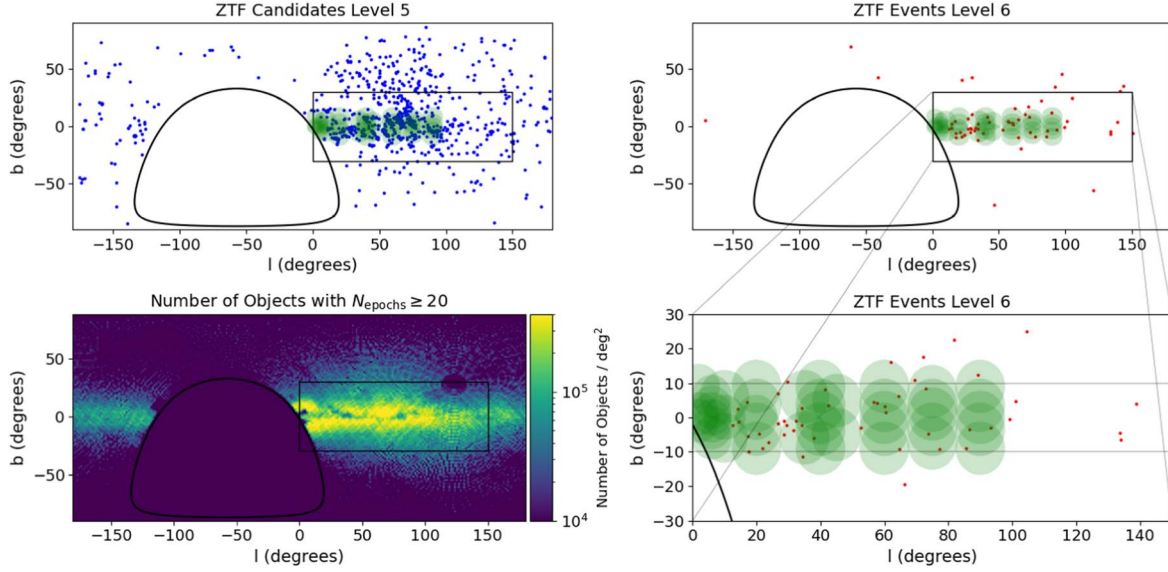 ZTF Candidates Level 5
50
0
−50
b (degrees)
−150 −100 −50 0 50 100 150
l (degrees)
ZTF Events Level 6
50
0
−50
b (degrees)
−150 −100 −50 0 50 100 150
l (degrees)
Number of Objects with N_epochs ≥ 20
50
0
−50
b (degrees)
−150 −100 −50 0 50 100 150
l (degrees)
10^5
10^4
Number of Objects / deg^2
ZTF Events Level 6
30
20
10
0
−10
−20
−30
b (degrees)
0 20 40 60 80 100 120 140
l (degrees)